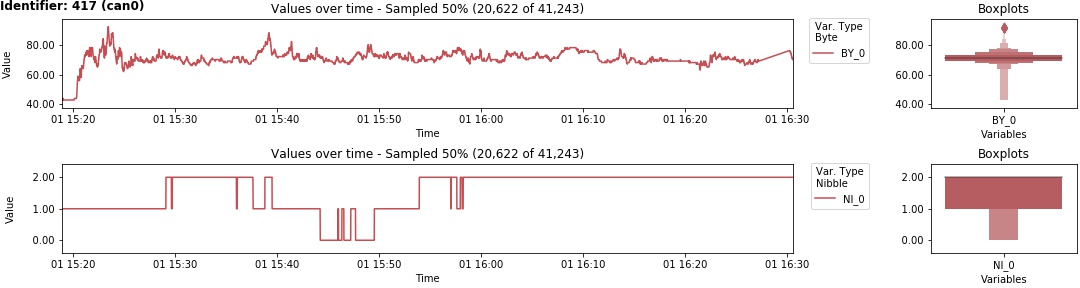 Identifier: 417 (can0)
Values over time - Sampled 50% (20,622 of 41,243)
Boxplots
Value
80.00
60.00
40.00
01 15:20 01 15:30 01 15:40 01 15:50 01 16:00 01 16:10 01 16:20 01 16:30
Time
Var. Type
Byte
BY_0
80.00
60.00
40.00
BY_0
Variables
Values over time - Sampled 50% (20,622 of 41,243)
Boxplots
Value
2.00
1.00
0.00
01 15:20 01 15:30 01 15:40 01 15:50 01 16:00 01 16:10 01 16:20 01 16:30
Time
Var. Type
Nibble
NI_0
2.00
1.00
0.00
NI_0
Variables